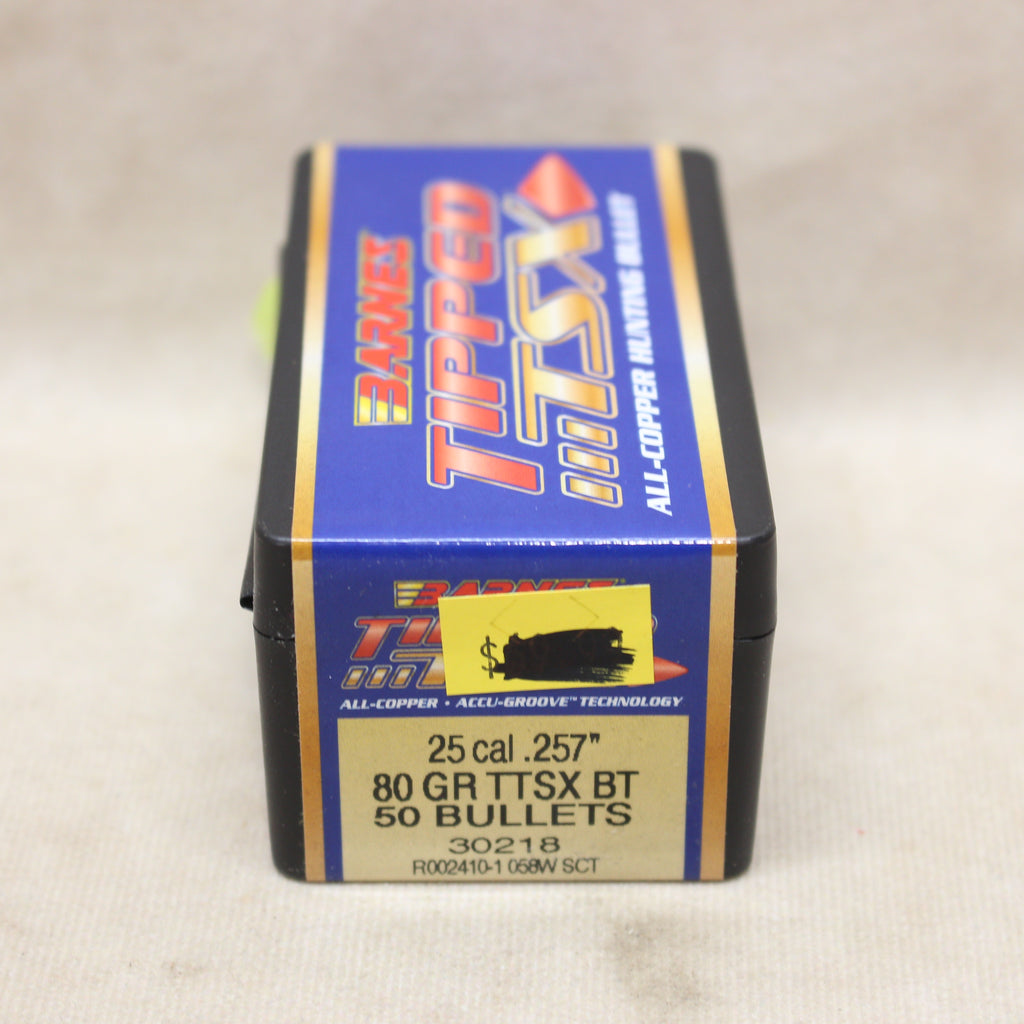 BARNES
TIPPED
TSX
ALL-COPPER HUNTING BULLET
BARNES
$
ALL-COPPER • ACCU-GROOVE™ TECHNOLOGY
25 cal .257"
80 GR TTSX BT
50 BULLETS
30218
R002410-1 058W SCT